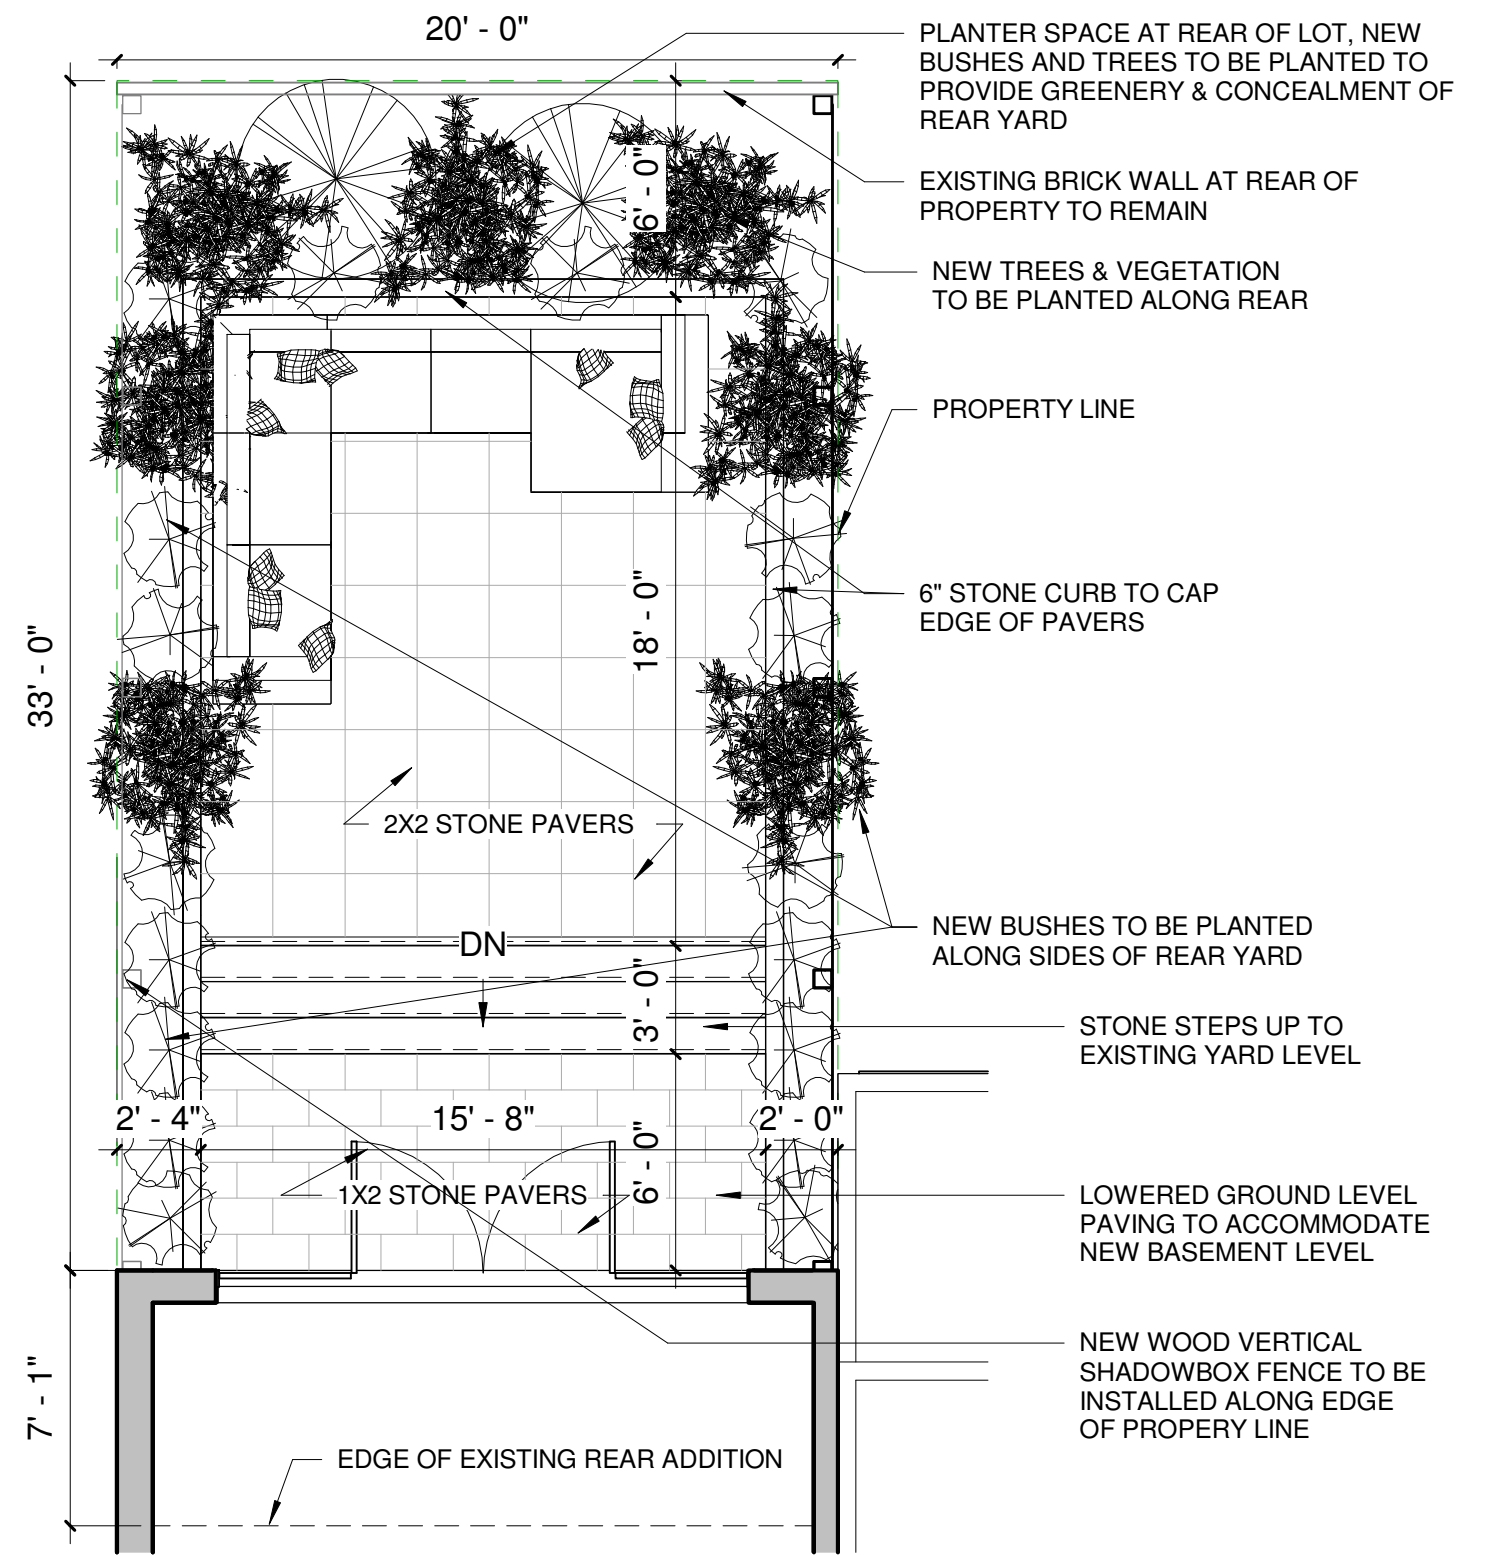 20' - 0"
PLANTER SPACE AT REAR OF LOT, NEW
BUSHES AND TREES TO BE PLANTED TO
PROVIDE GREENERY & CONCEALMENT OF
REAR YARD
6' - 0"
EXISTING BRICK WALL AT REAR OF
PROPERTY TO REMAIN
NEW TREES & VEGETATION
TO BE PLANTED ALONG REAR
PROPERTY LINE
6" STONE CURB TO CAP
EDGE OF PAVERS
18' - 0"
33' - 0"
2X2 STONE PAVERS
NEW BUSHES TO BE PLANTED
ALONG SIDES OF REAR YARD
DN
3' - 0"
STONE STEPS UP TO
EXISTING YARD LEVEL
2' - 4"
15' - 8"
2' - 0"
6' - 0"
1X2 STONE PAVERS
LOWERED GROUND LEVEL
PAVING TO ACCOMMODATE
NEW BASEMENT LEVEL
NEW WOOD VERTICAL
SHADOWBOX FENCE TO BE
INSTALLED ALONG EDGE
OF PROPERY LINE
7' - 1"
EDGE OF EXISTING REAR ADDITION